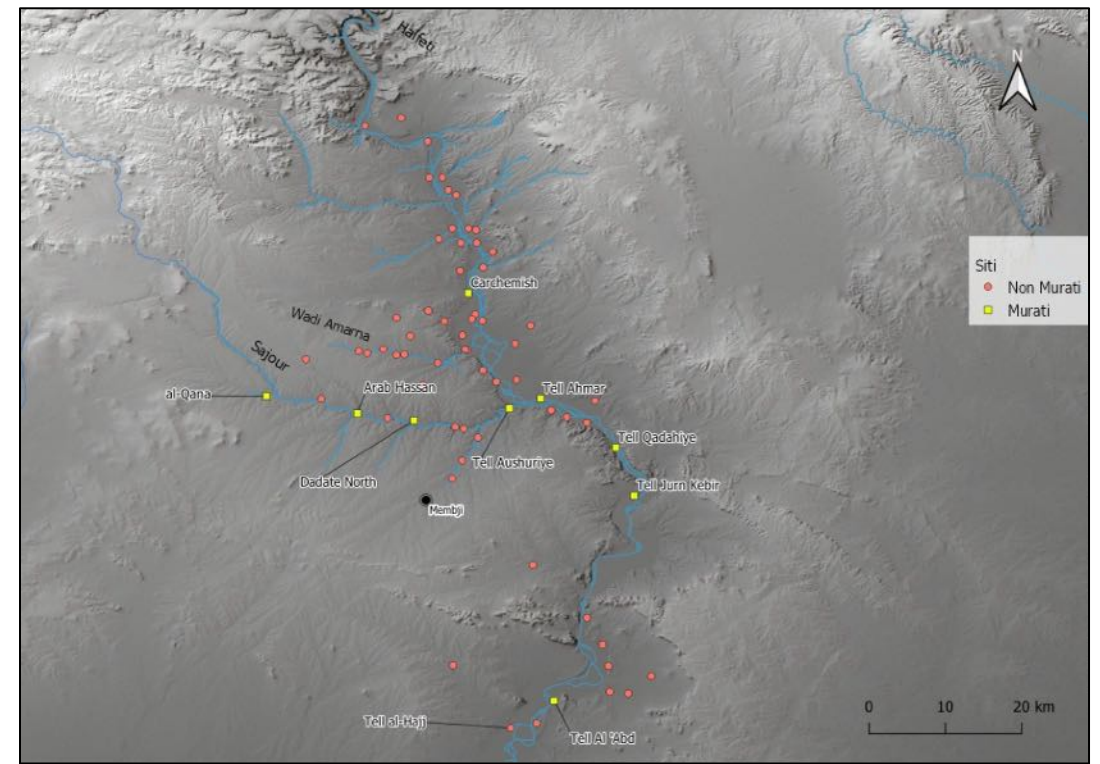 Halfeti
N
Siti
Non Murati
Murati
Carchemish
Wadi Amarna
Sajour
al-Qana
Arab Hassan
Tell Ahmar
Tell Qadahiye
Tell Aushuriye
Dadate North
Tell Jurn Kebir
Membji
0 10 20 km
Tell al-Hajj
Tell Al 'Abd